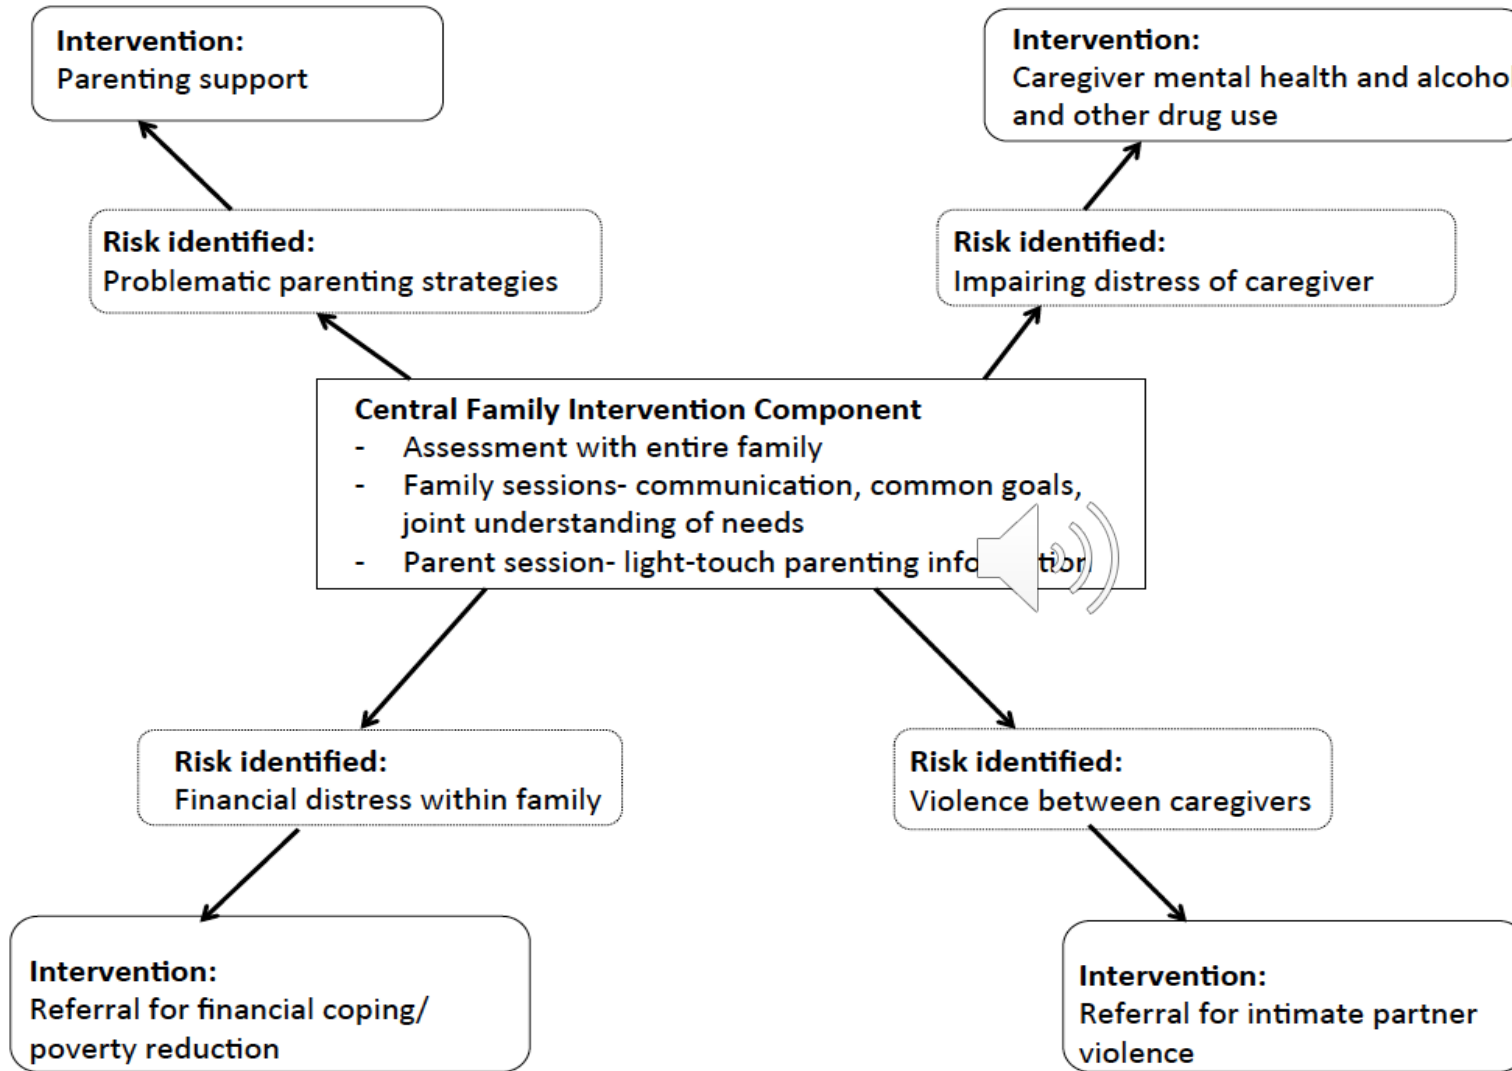 Intervention:
Parenting support
Intervention:
Caregiver mental health and alcohol
and other drug use
Risk identified:
Problematic parenting strategies
Risk identified:
Impairing distress of caregiver
Central Family Intervention Component
- Assessment with entire family
- Family sessions- communication, common goals,
joint understanding of needs
- Parent session- light-touch parenting
Risk identified:
Financial distress within family
Risk identified:
Violence between caregivers
Intervention:
Referral for financial coping/
poverty reduction
Intervention:
Referral for intimate partner
violence